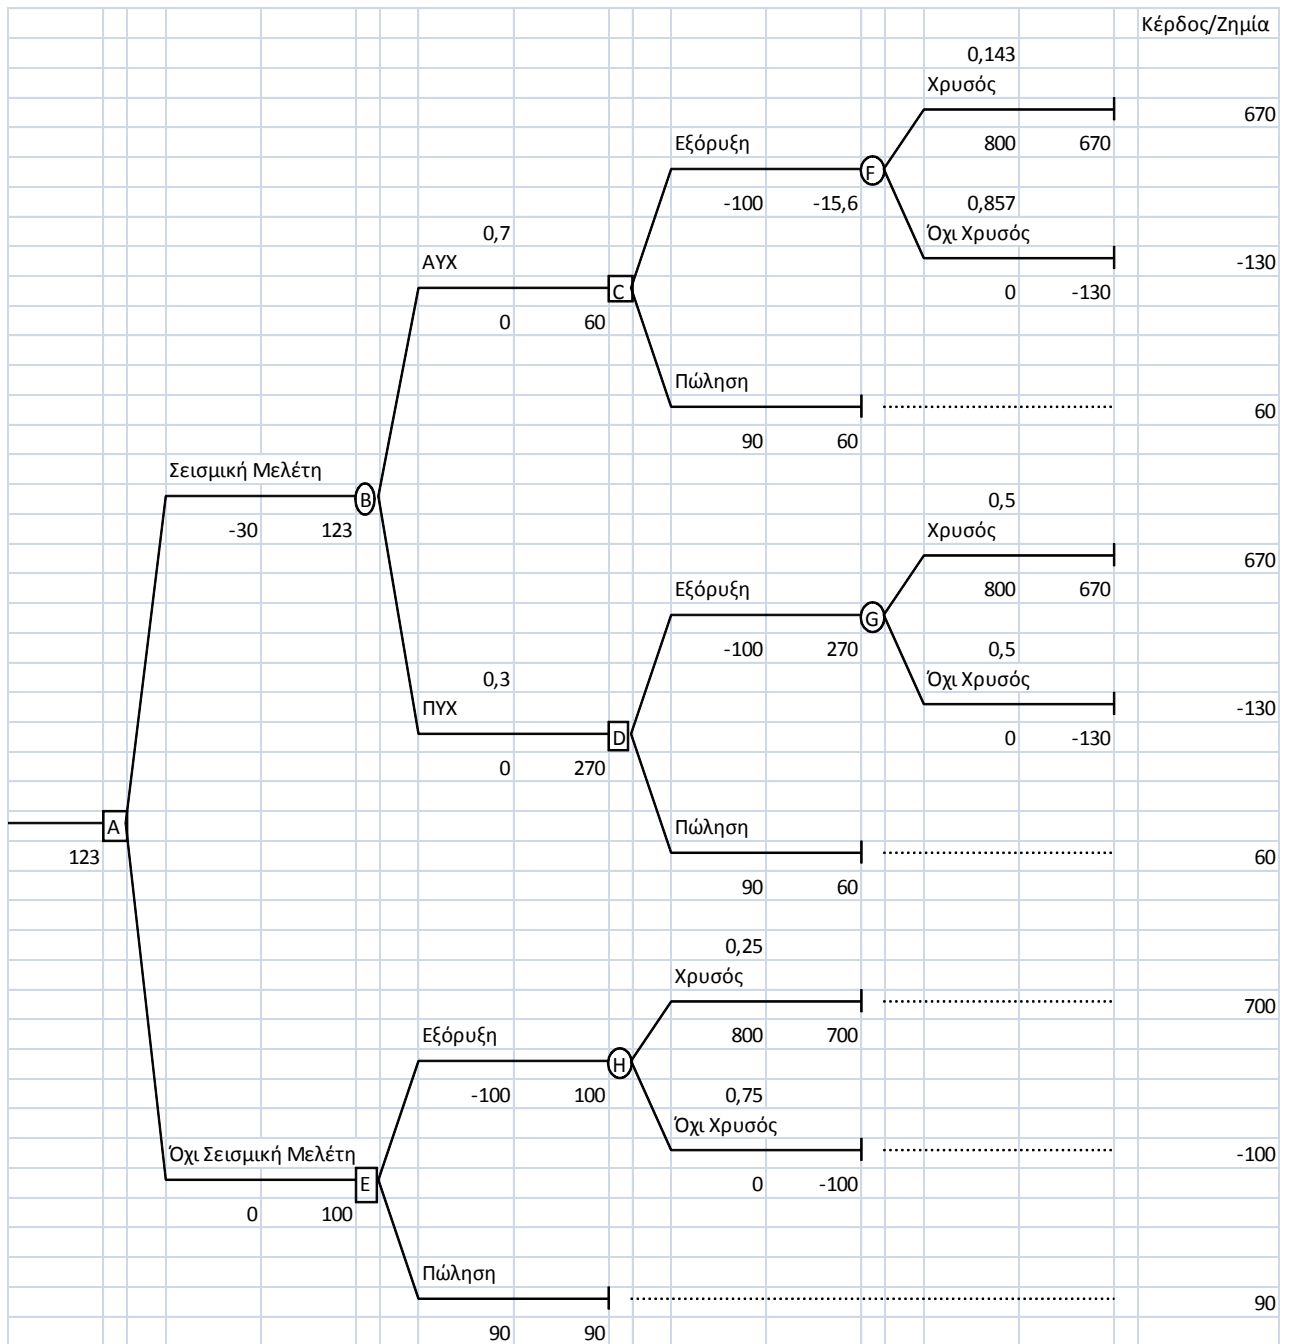 Κέρδος/Ζημία
0,143
Χρυσός
670
Εξόρυξη
800 670
F
-100 -15,6 0,857
0,7
Όχι Χρυσός
ΑΥΧ
-130
C
0 -130
0 60
Πώληση
60
90 60
Σεισμική Μελέτη
B
0,5
-30 123
Χρυσός
670
Εξόρυξη
800 670
G
-100 270 0,5
0,3
Όχι Χρυσός
ΠΥΧ
-130
D
0 -130
0 270
A
Πώληση
123
60
90 60
0,25
Χρυσός
700
Εξόρυξη
800 700
H
-100 100 0,75
Όχι Χρυσός
Όχι Σεισμική Μελέτη
-100
E
0 -100
0 100
Πώληση
90
90 90